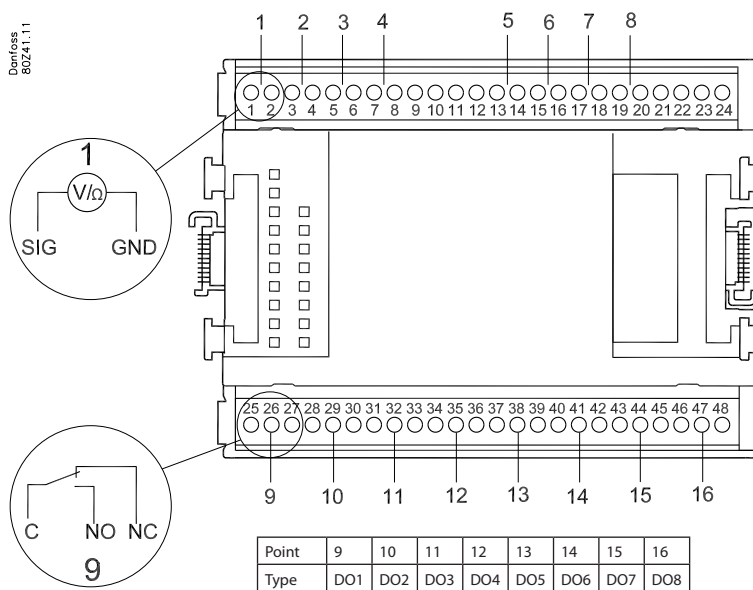 Danfoss
80Z41.11
1 2 3 4 5 6 7 8
1 2 3 4 5 6 7 8 9 10 11 12 13 14 15 16 17 18 19 20 21 22 23 24
1
V/Ω
SIG GND
25 26 27 28 29 30 31 32 33 34 35 36 37 38 39 40 41 42 43 44 45 46 47 48
9 10 11 12 13 14 15 16
C NO NC
9
Point 9 10 11 12 13 14 15 16
Type DO1 DO2 DO3 DO4 DO5 DO6 DO7 DO8